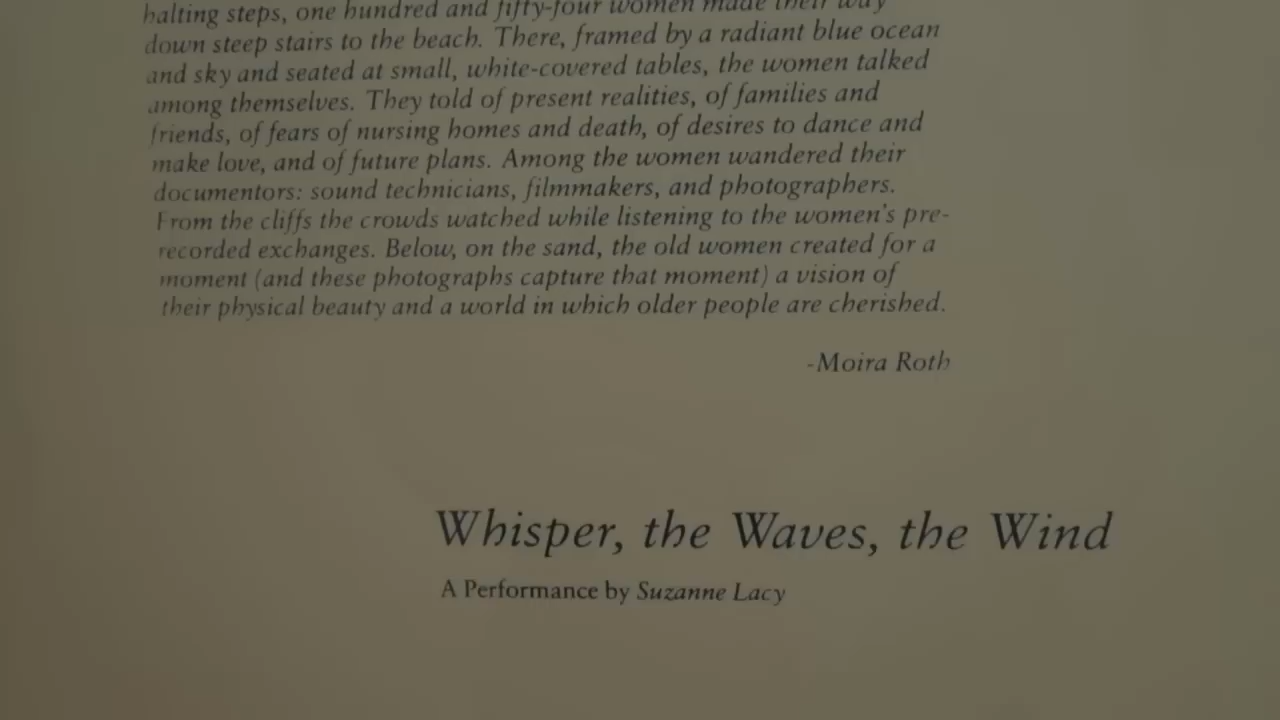 halting steps, one hundred and fifty-four women made their way
down steep stairs to the beach. There, framed by a radiant blue ocean
and sky and seated at small, white-covered tables, the women talked
among themselves. They told of present realities, of families and
friends, of fears of nursing homes and death, of desires to dance and
make love, and of future plans. Among the women wandered their
documentors: sound technicians, filmmakers, and photographers.
From the cliffs the crowds watched while listening to the women's pre-
recorded exchanges. Below, on the sand, the old women created for a
moment (and these photographs capture that moment) a vision of
their physical beauty and a world in which older people are cherished.
-Moira Roth
Whisper, the Waves, the Wind
A Performance by Suzanne Lacy